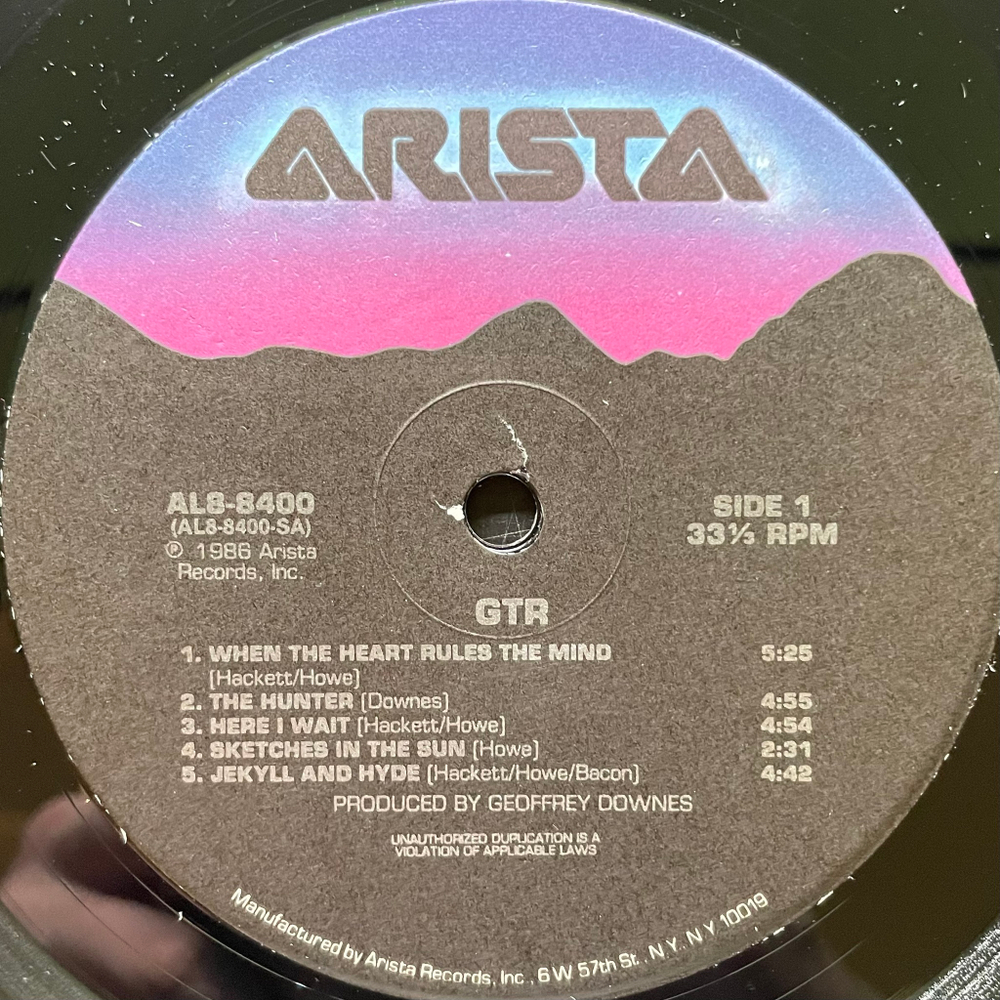 ARISTA
AL8-8400
(AL8-8400-SA)
℗ 1986 Arista
Records, Inc.
SIDE 1
33⅓ RPM
GTR
1. WHEN THE HEART RULES THE MIND 5:25
(Hackett/Howe)
2. THE HUNTER (Downes) 4:55
3. HERE I WAIT (Hackett/Howe) 4:54
4. SKETCHES IN THE SUN (Howe) 2:31
5. JEKYLL AND HYDE (Hackett/Howe/Bacon) 4:42
PRODUCED BY GEOFFREY DOWNES
UNAUTHORIZED DUPLICATION IS A
VIOLATION OF APPLICABLE LAWS
Manufactured by Arista Records, Inc., 6 W 57th St. N Y N Y 10019